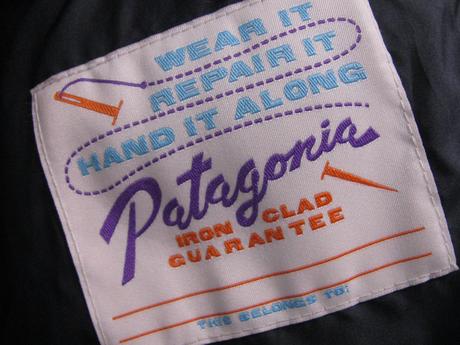 WEAR IT
REPAIR IT
HAND IT ALONG
Patagonia
IRON CLAD
GUARANTEE
THIS BELONGS TO: